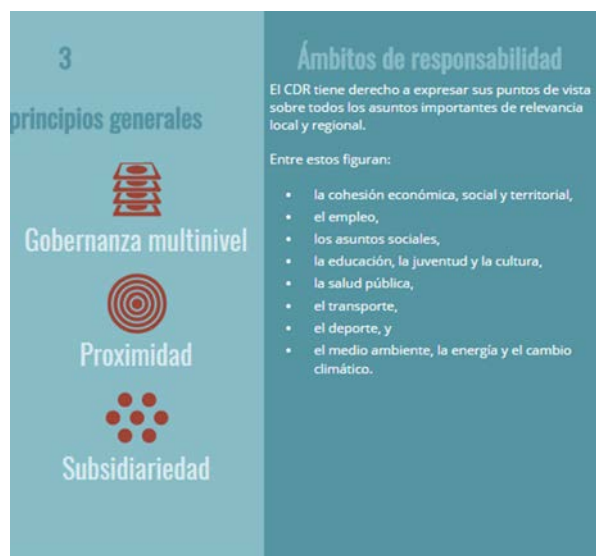 3
principios generales
Gobernanza multinivel
Proximidad
Subsidiariedad
Ámbitos de responsabilidad
El CDR tiene derecho a expresar sus puntos de vista
sobre todos los asuntos importantes de relevancia
local y regional.
Entre estos figuran:
• la cohesión económica, social y territorial,
• el empleo,
• los asuntos sociales,
• la educación, la juventud y la cultura,
• la salud pública,
• el transporte,
• el deporte, y
• el medio ambiente, la energía y el cambio
climático.